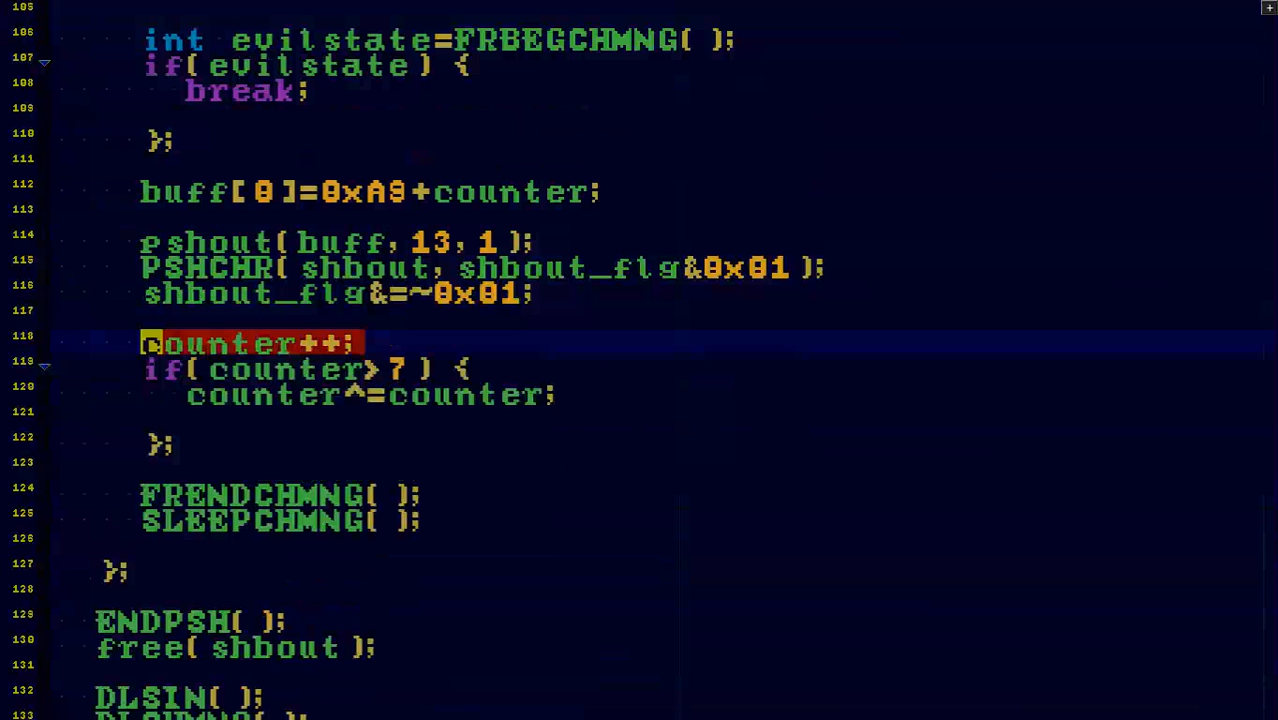 105
106 int evilstate=FRBEGCHMNG( );
107 if( evilstate ) {
108 break;
109
110 };
111
112 buff[ 0 ]=0xA9+counter;
113
114 pshout( buff, 13, 1 );
115 PSHCHR( shbout, shbout_flg&0x01 );
116 shbout_flg&=~0x01;
117
118 counter++;
119 if( counter> 7 ) {
120 counter^=counter;
121
122 };
123
124 FRENDCHMNG( );
125 SLEEPCHMNG( );
126
127 };
128
129 ENDPSH( );
130 free( shbout );
131
132 DLSIN( );
133